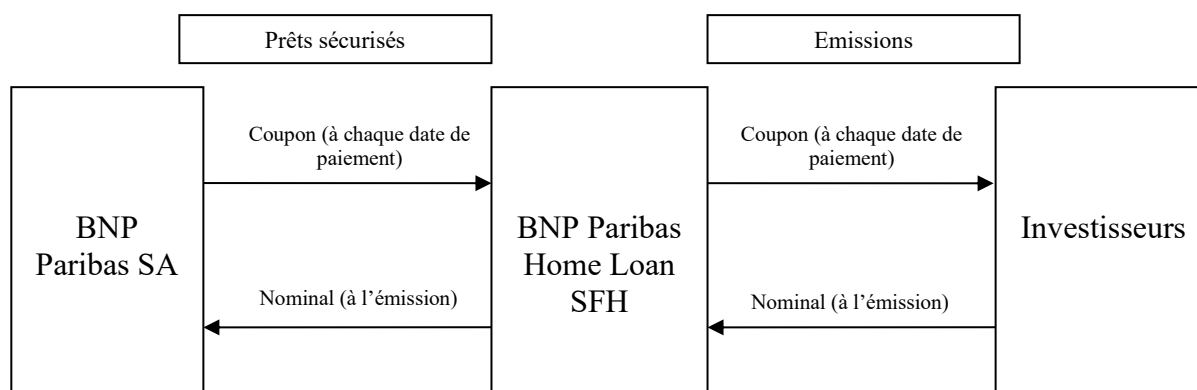 Prêts sécurisés
Emissions
Coupon (à chaque date de
paiement)
Coupon (à chaque date de
paiement)
BNP
Paribas SA
BNP Paribas
Home Loan
SFH
Investisseurs
Nominal (à l’émission)
Nominal (à l’émission)